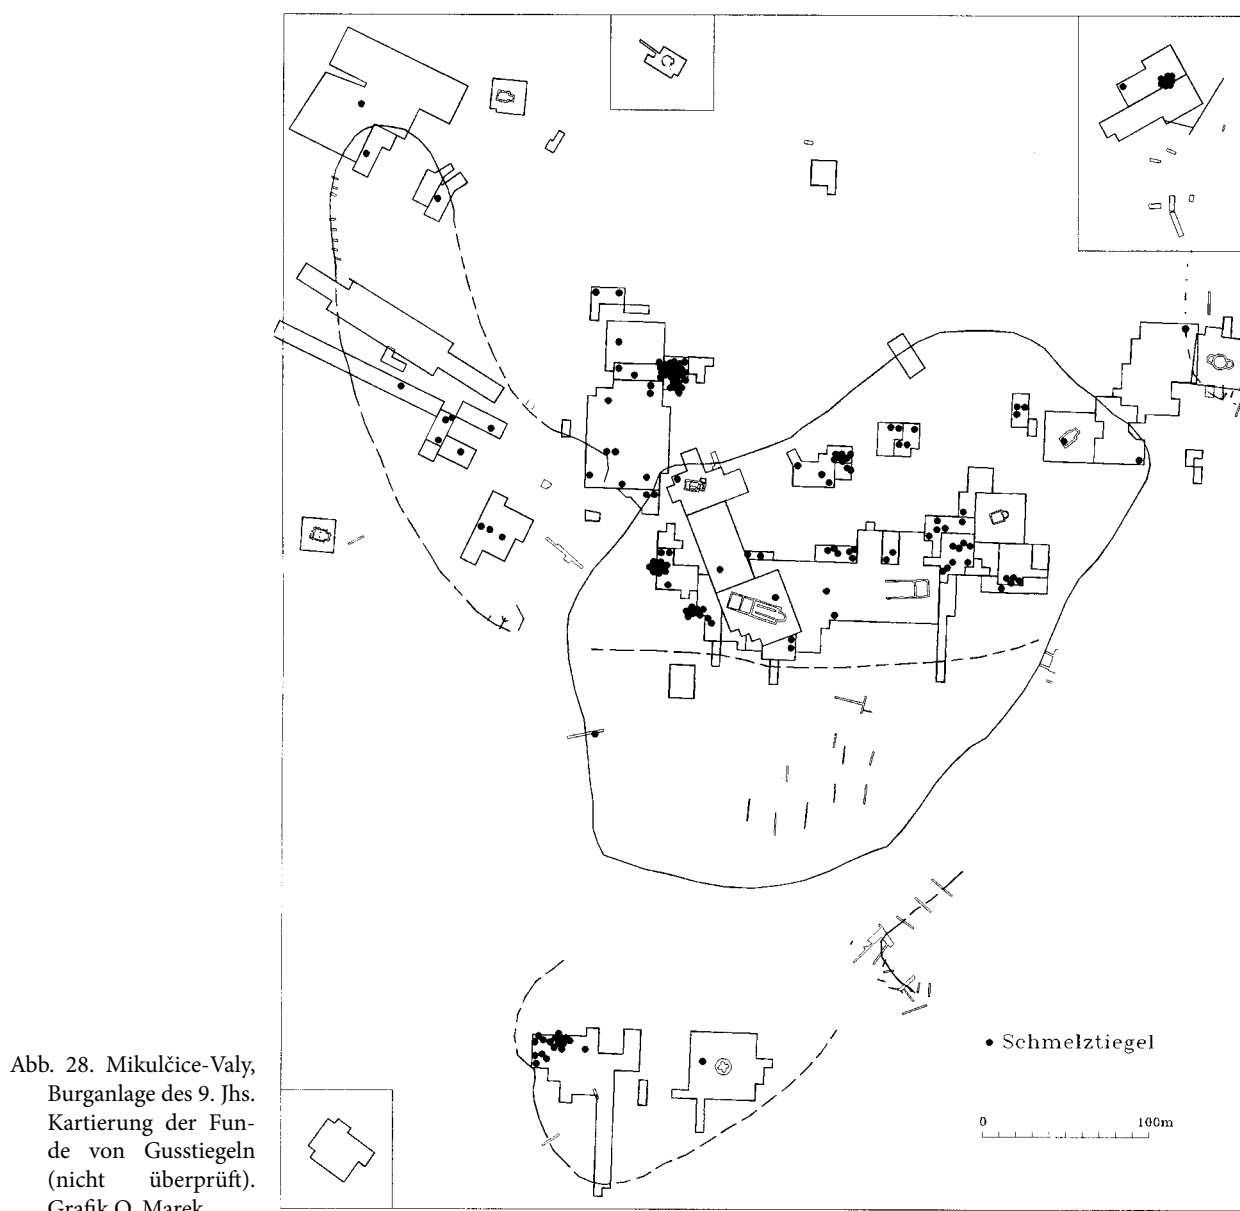 Schmelztiegel
0 100m
Abb. 28. Mikulčice-Valy,
Burganlage des 9. Jhs.
Kartierung der Fun-
de von Gusstiegeln
(nicht überprüft).
Grafik O. Marek.